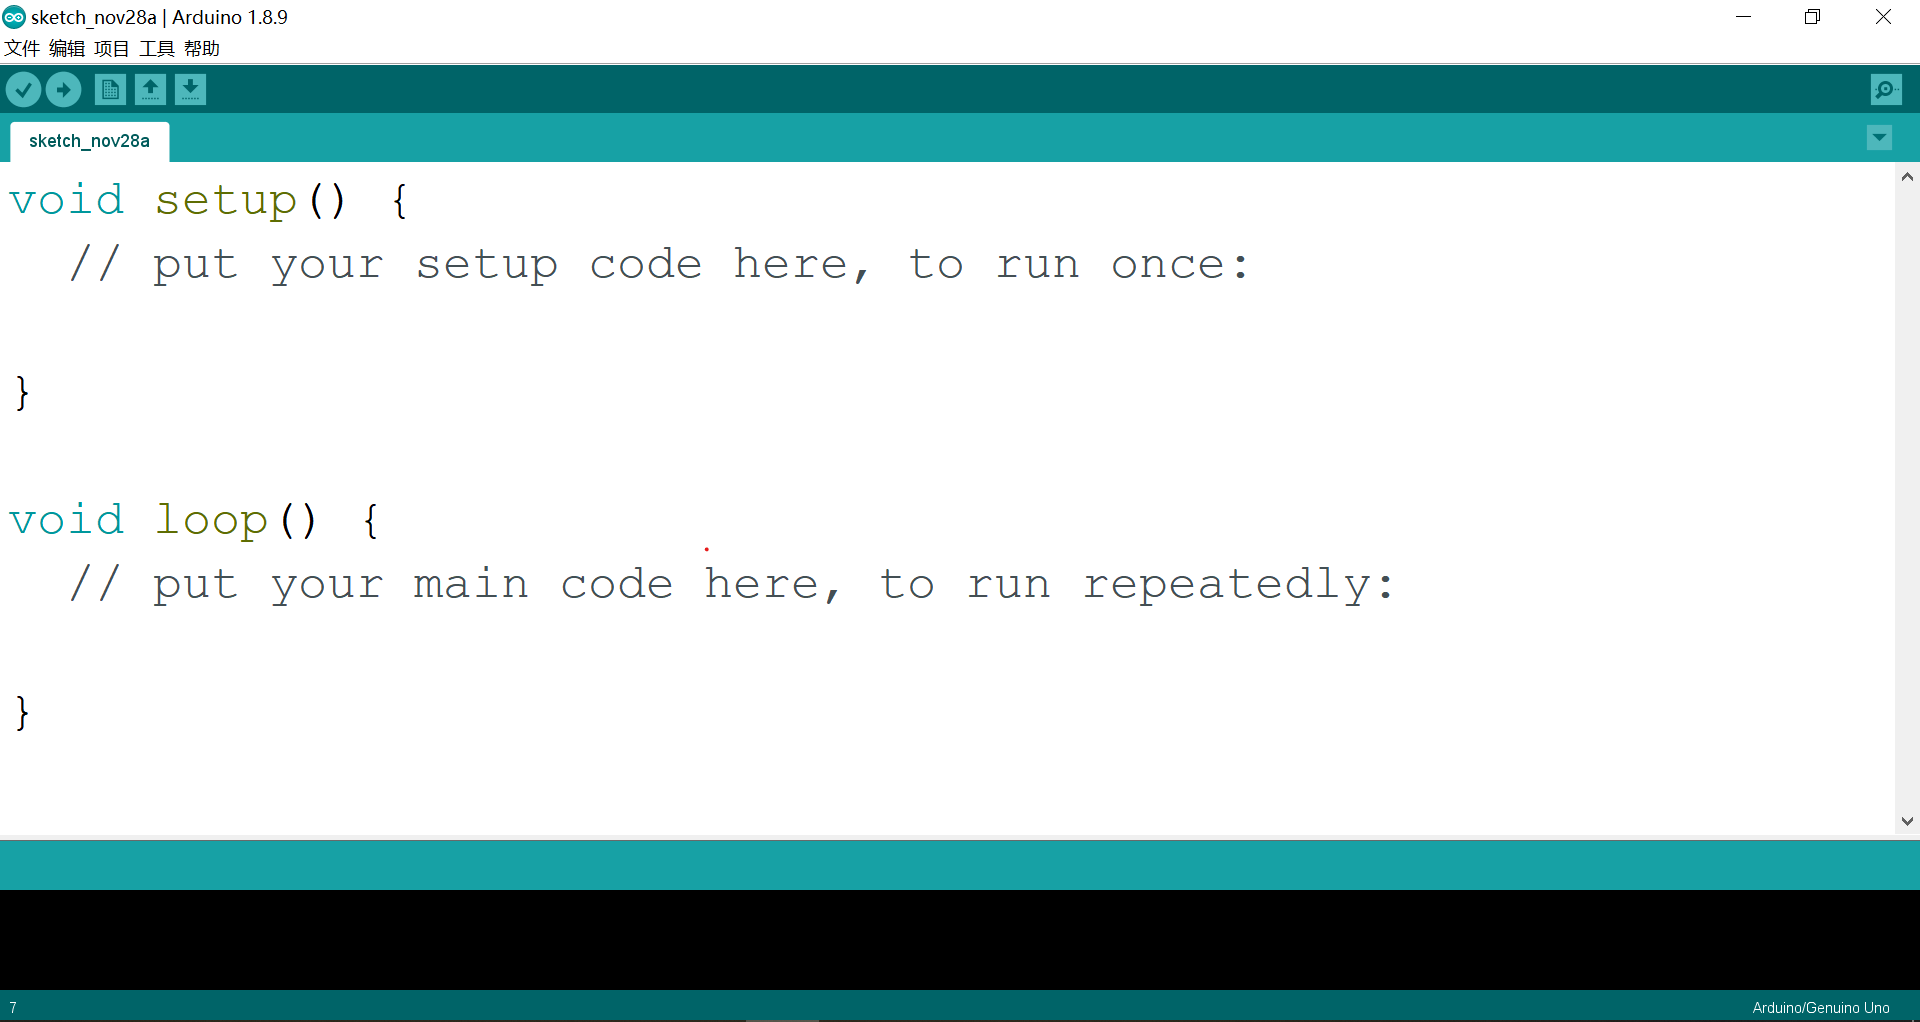 sketch_nov28a | Arduino 1.8.9
文件 编辑 项目 工具 帮助
sketch_nov28a
void setup() {
  // put your setup code here, to run once:
}
void loop() {
  // put your main code here, to run repeatedly:
}
7
Arduino/Genuino Uno